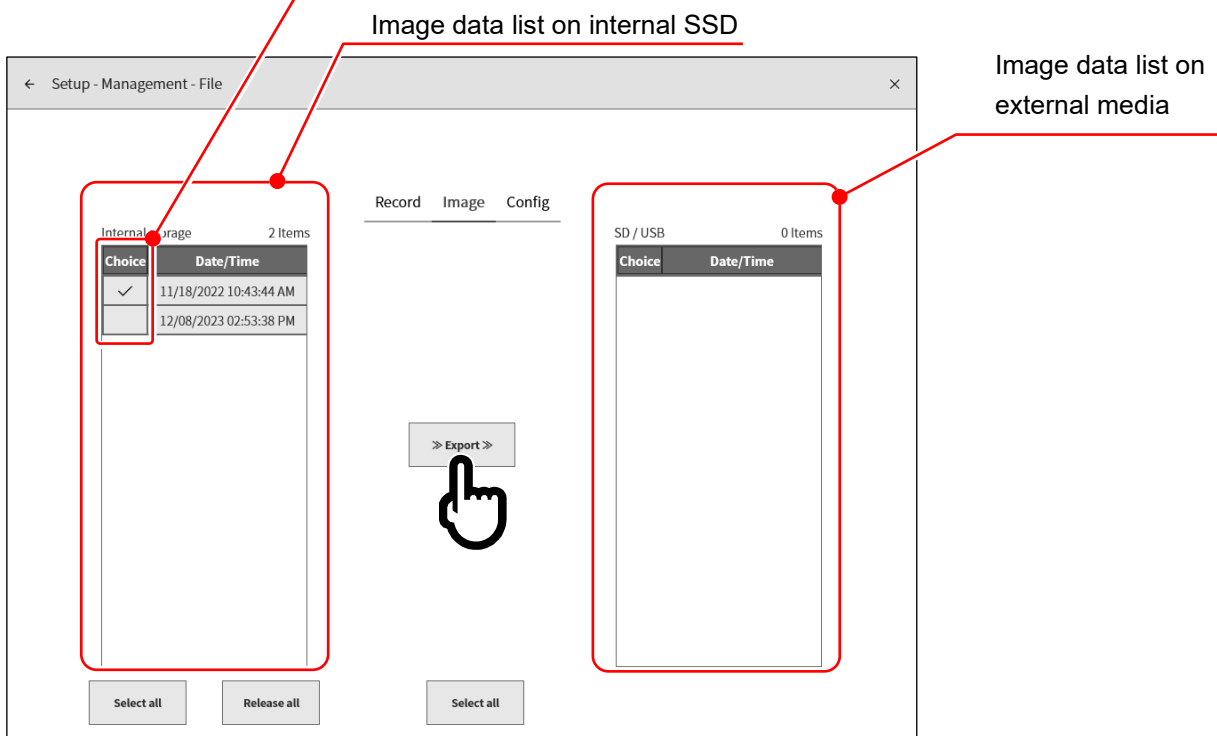 Image data list on internal SSD
Image data list on
external media
← Setup - Management - File ×
Record Image Config
Internal orage 2 Items
Choice Date/Time
✓ 11/18/2022 10:43:44 AM
12/08/2023 02:53:38 PM
SD / USB 0 Items
Choice Date/Time
≫ Export ≫
Select all Release all Select all